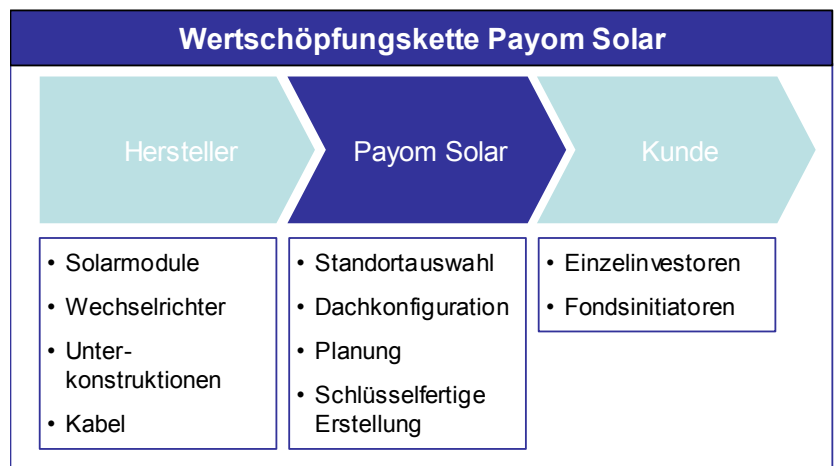 Wertschöpfungskette Payom Solar
Hersteller
Payom Solar
Kunde
• Solarmodule
• Wechselrichter
• Unter-
konstruktionen
• Kabel
• Standortauswahl
• Dachkonfiguration
• Planung
• Schlüsselfertige
Erstellung
• Einzelinvestoren
• Fondsinitiatoren